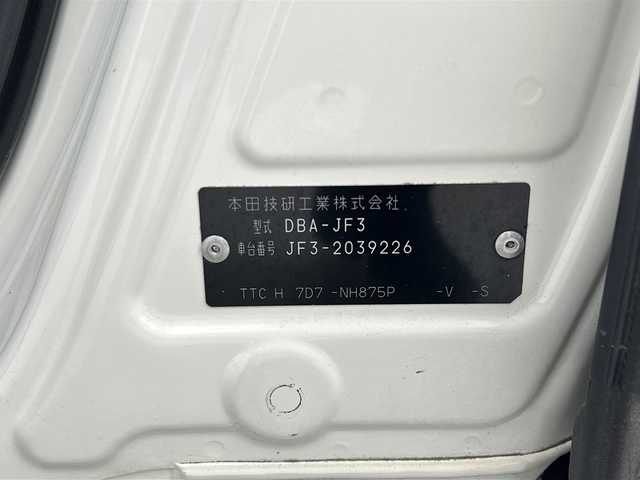 本田技研工業株式会社
型式 DBA-JF3
車台番号 JF3-2039226
TTC H 7D7 -NH875P -V -S